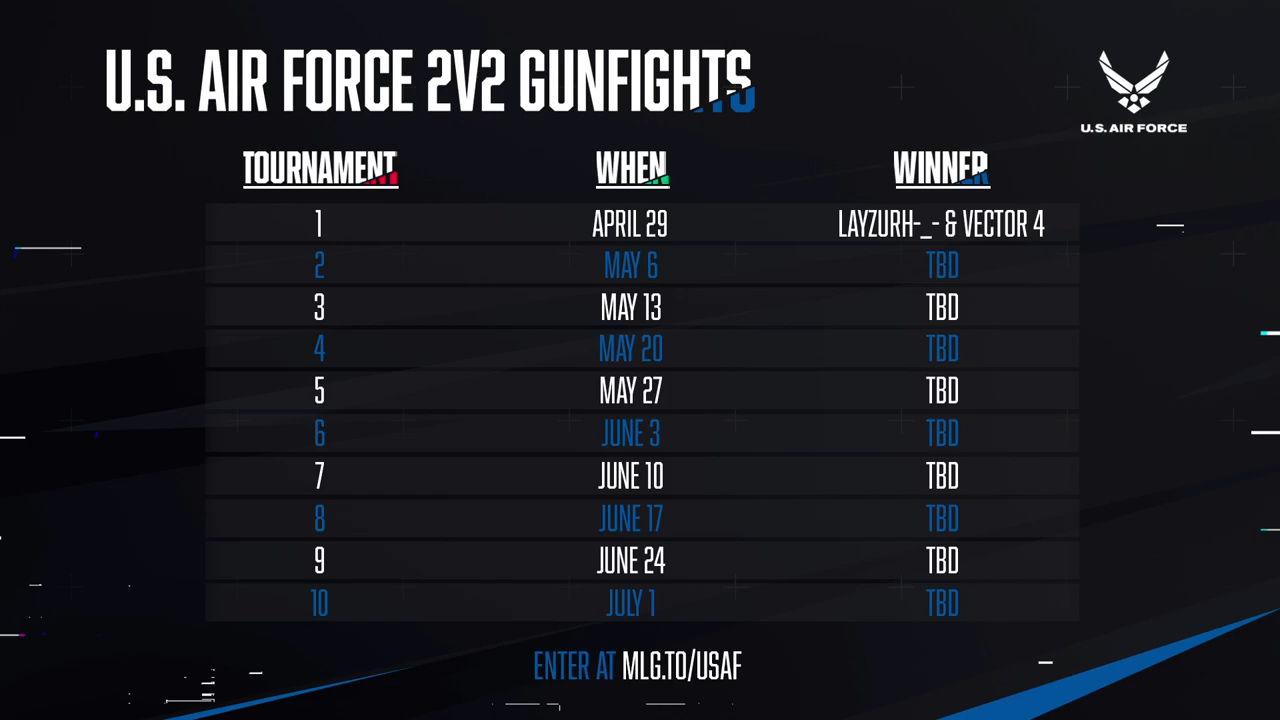 U.S. AIR FORCE 2V2 GUNFIGHTS
U.S. AIR FORCE
TOURNAMENT WHEN WINNER
1 APRIL 29 LAYZURH-_- & VECTOR 4
2 MAY 6 TBD
3 MAY 13 TBD
4 MAY 20 TBD
5 MAY 27 TBD
6 JUNE 3 TBD
7 JUNE 10 TBD
8 JUNE 17 TBD
9 JUNE 24 TBD
10 JULY 1 TBD
ENTER AT MLG.TO/USAF